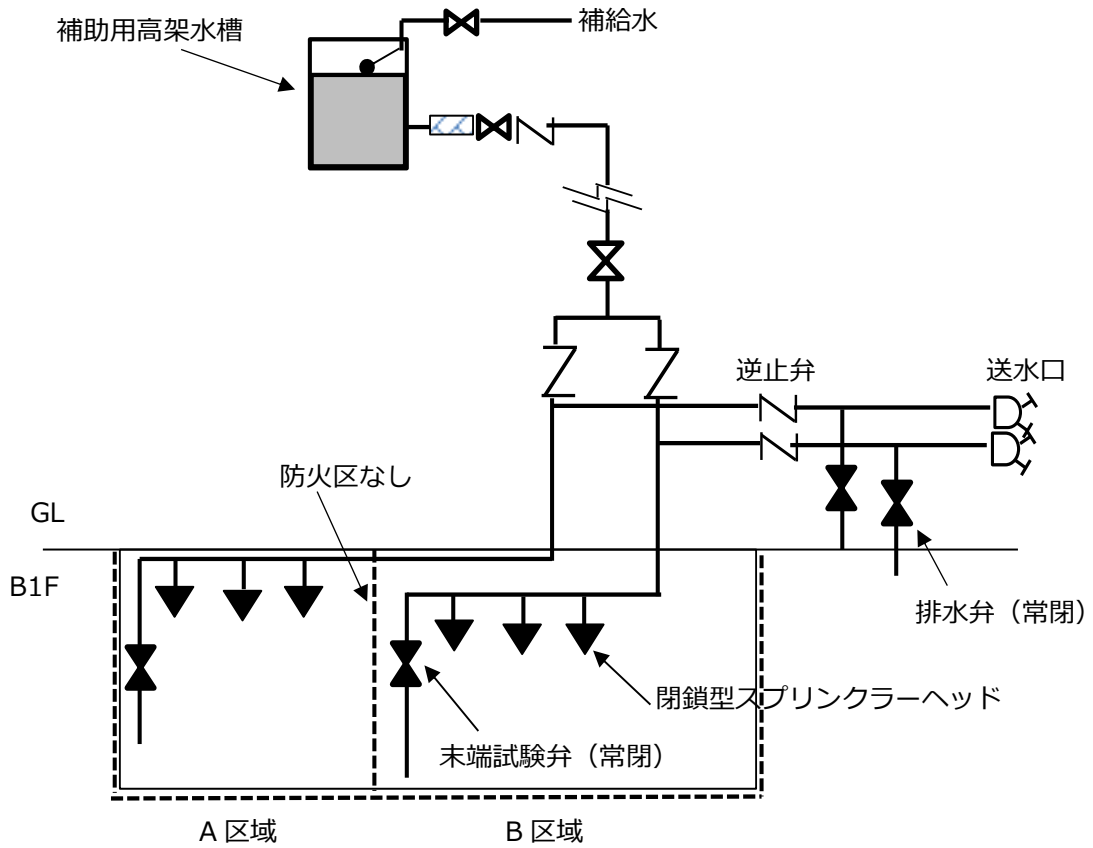 補助用高架水槽
補給水
逆止弁
送水口
防火区なし
GL
B1F
排水弁（常閉）
閉鎖型スプリンクラーヘッド
末端試験弁（常閉）
A 区域
B 区域